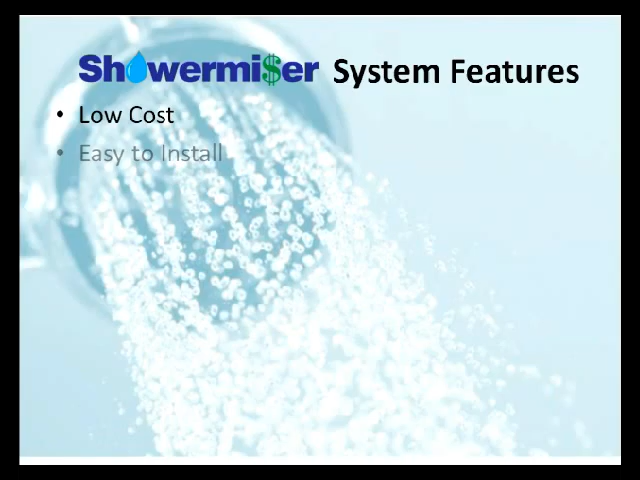 Showermi$er System Features
• Low Cost
• Easy to Install